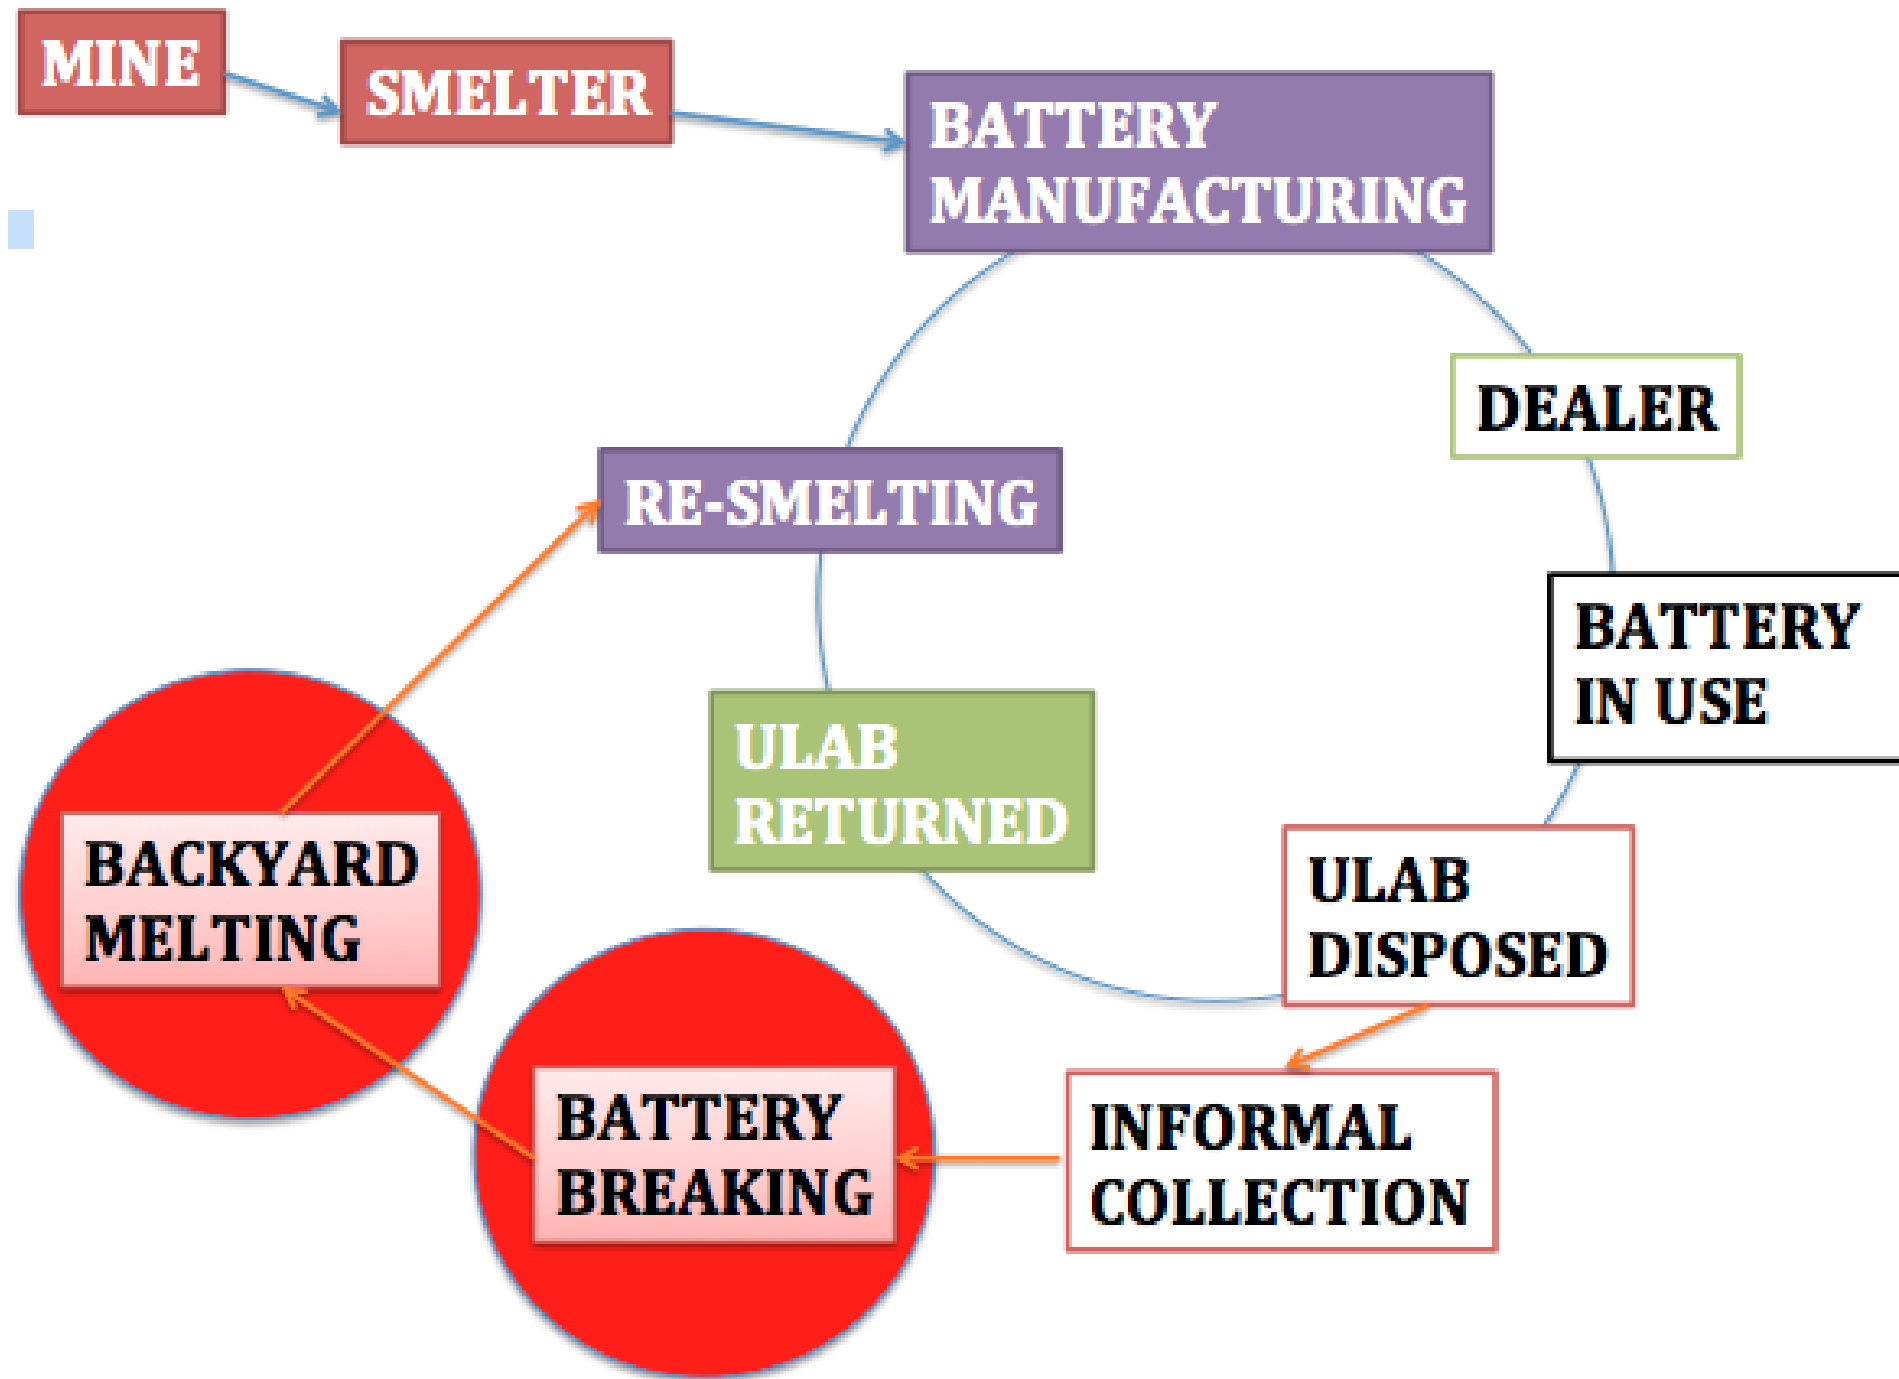 MINE
SMELTER
BATTERY
MANUFACTURING
DEALER
RE-SMELTING
BATTERY
IN USE
ULAB
RETURNED
ULAB
DISPOSED
BACKYARD
MELTING
BATTERY
BREAKING
INFORMAL
COLLECTION